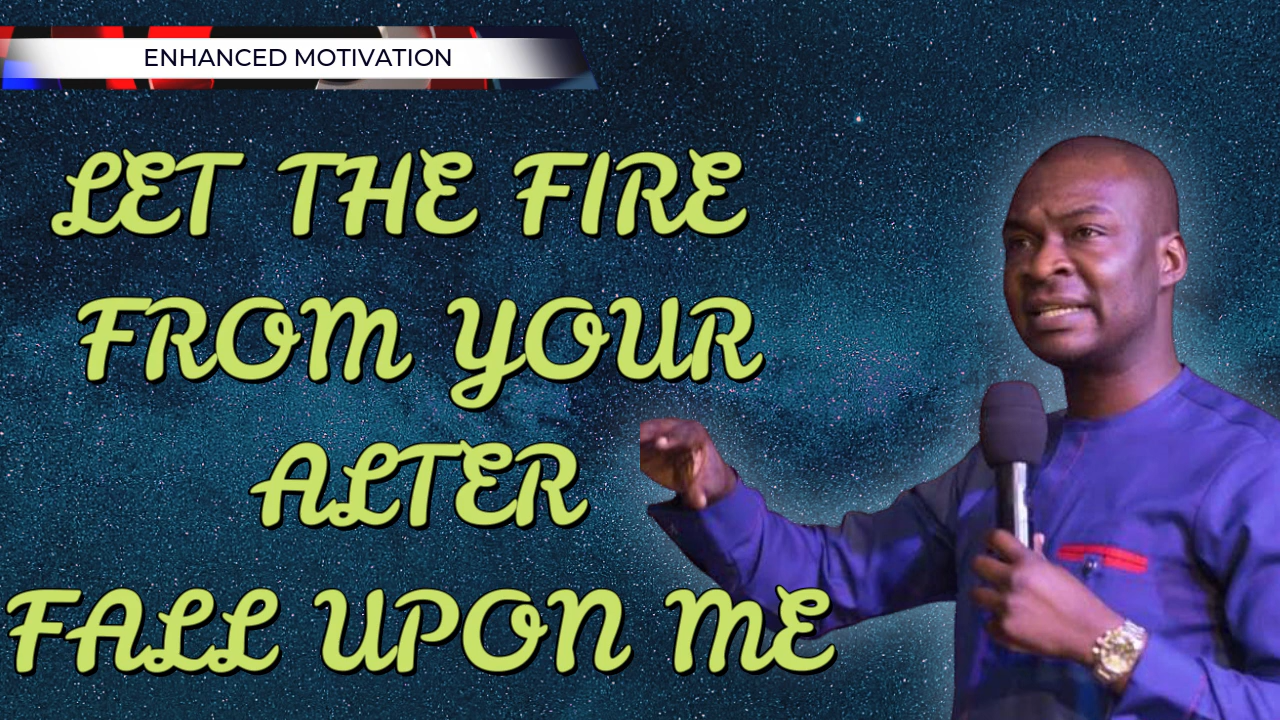 ENHANCED MOTIVATION
LET THE FIRE
FROM YOUR
ALTER
FALL UPON ME